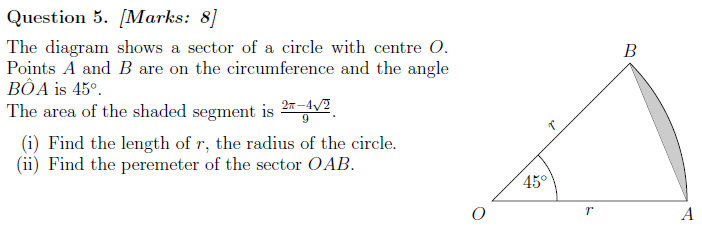 Question 5. [Marks: 8]
The diagram shows a sector of a circle with centre O.
Points A and B are on the circumference and the angle
BÔA is 45°.
The area of the shaded segment is (2π−4√2)/9.
(i) Find the length of r, the radius of the circle.
(ii) Find the peremeter of the sector OAB.
B
r
45°
O
r
A